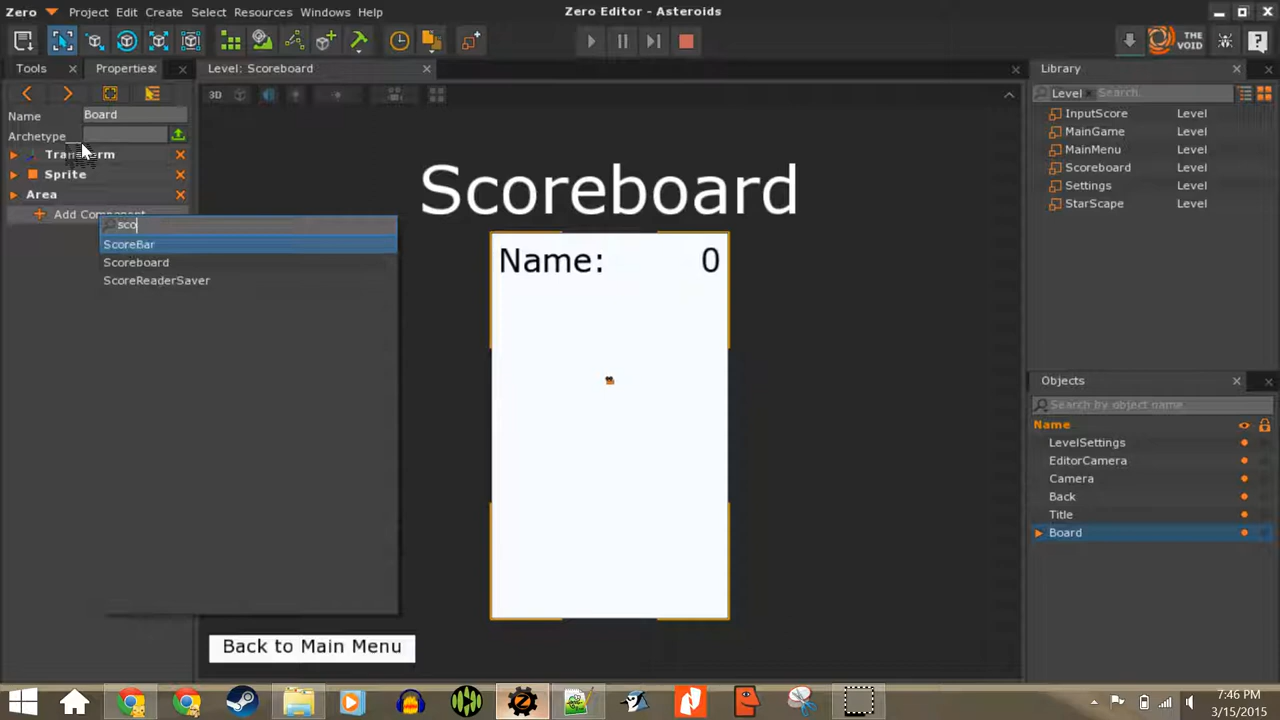 Zero Project Edit Create Select Resources Windows Help
Zero Editor - Asteroids
THE VOID
Tools Properties
Level: Scoreboard
Library
Name Board
Archetype
Transform
Sprite
Area
Add Component
sco
ScoreBar
Scoreboard
ScoreReaderSaver
3D
Scoreboard
Name: 0
Back to Main Menu
Level Search.
InputScore Level
MainGame Level
MainMenu Level
Scoreboard Level
Settings Level
StarScape Level
Objects
Search by object name.
Name
LevelSettings
EditorCamera
Camera
Back
Title
Board
7:46 PM
3/15/2015